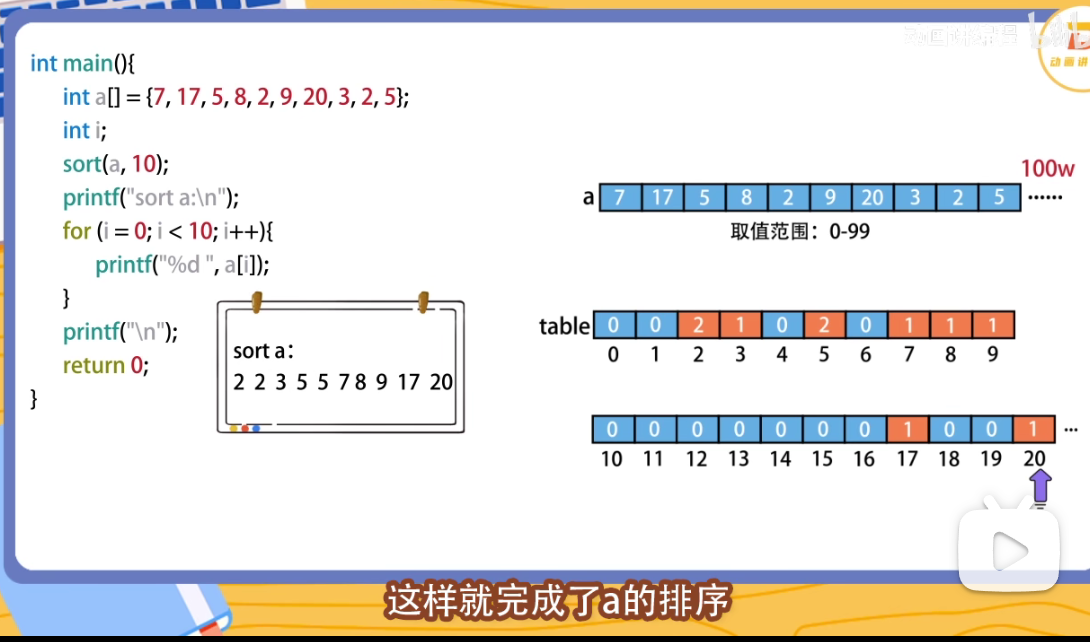 int main(){
int a[] = {7, 17, 5, 8, 2, 9, 20, 3, 2, 5};
int i;
sort(a, 10);
printf("sort a:\n");
for (i = 0; i < 10; i++){
printf("%d ", a[i]);
}
printf("\n");
return 0;
}
sort a：
2 2 3 5 5 7 8 9 17 20
100w
a 7 17 5 8 2 9 20 3 2 5 ······
取值范围：0-99
table 0 0 2 1 0 2 0 1 1 1
0 1 2 3 4 5 6 7 8 9
0 0 0 0 0 0 0 1 0 0 1 ···
10 11 12 13 14 15 16 17 18 19 20
这样就完成了a的排序
动画讲